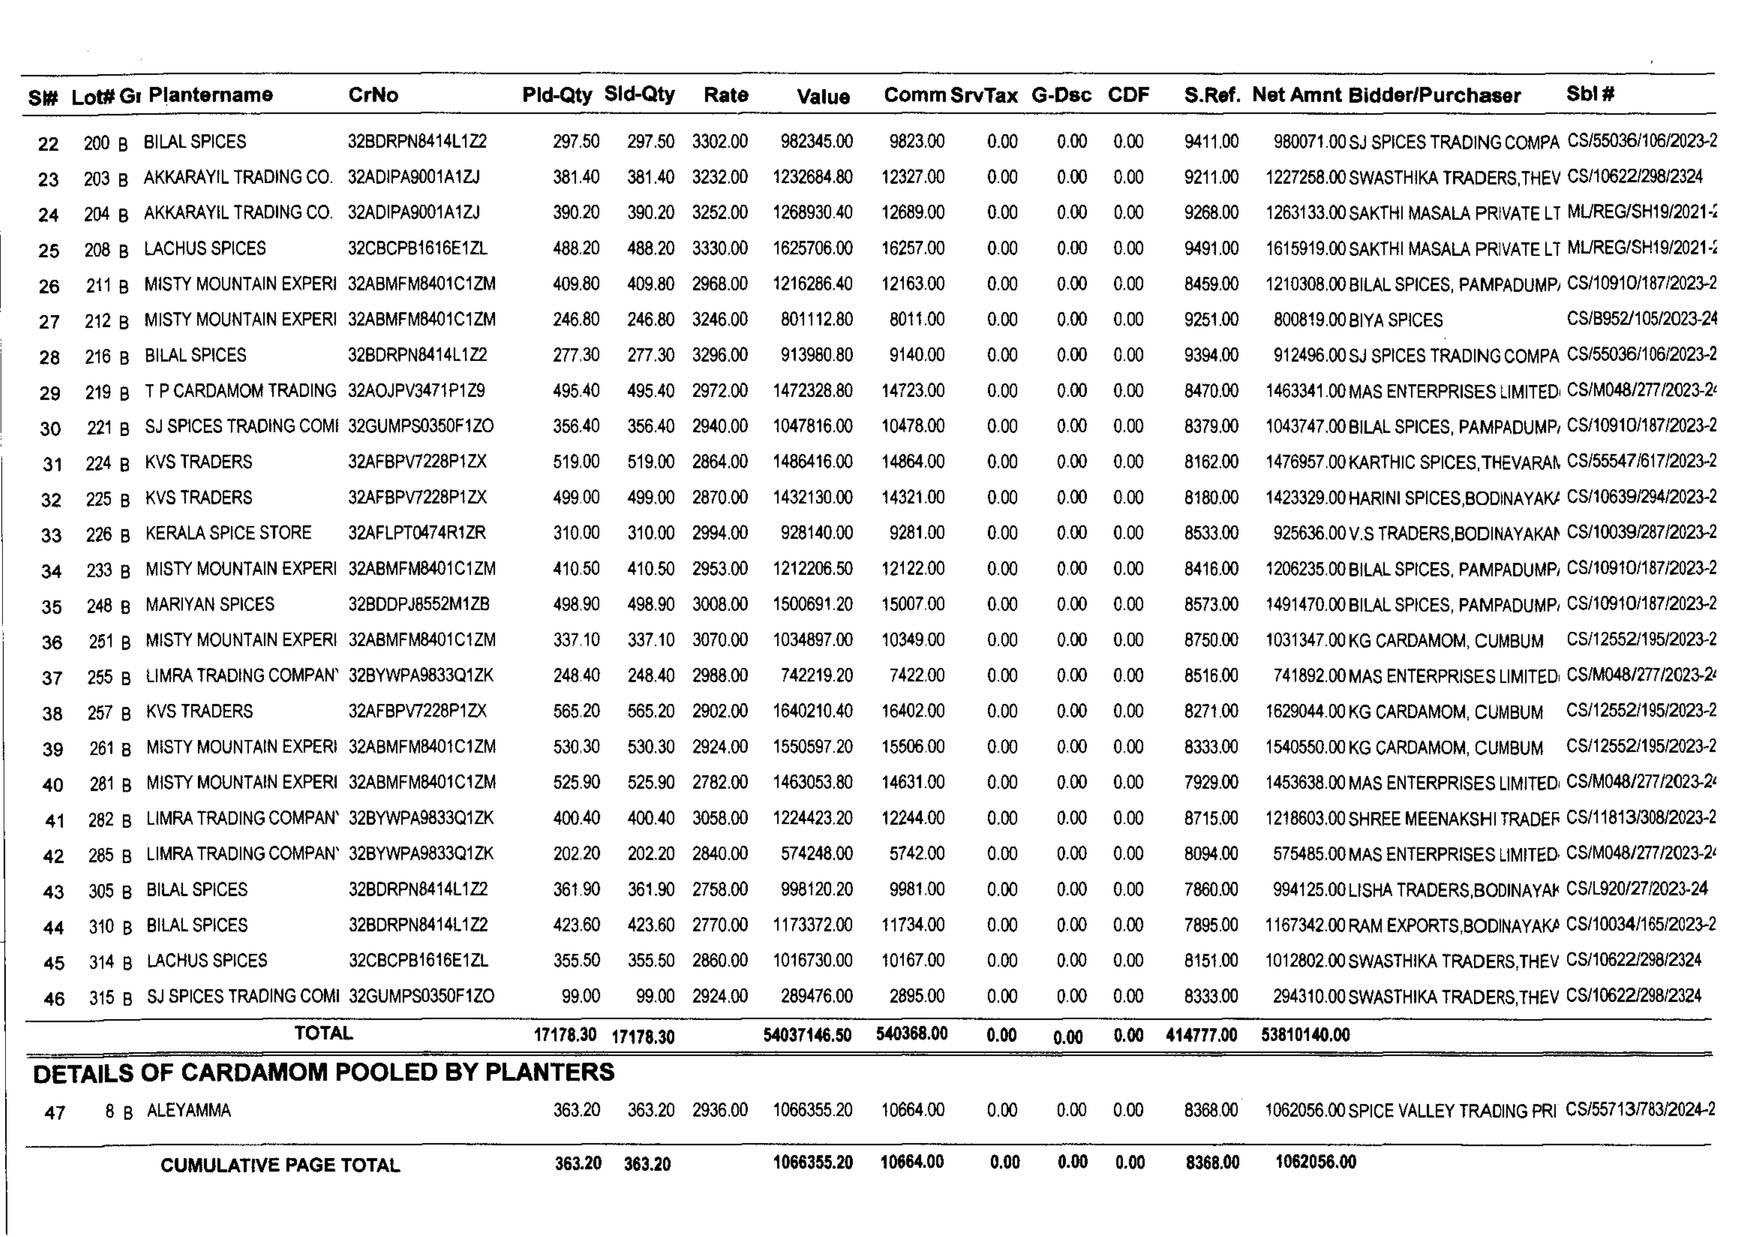 Sl# Lot# Gr Plantername CrNo Pld-Qty Sld-Qty Rate Value Comm SrvTax G-Dsc CDF S.Ref. Net Amnt Bidder/Purchaser Sbl #
22 200 B BILAL SPICES 32BDRPN8414L1Z2 297.50 297.50 3302.00 982345.00 9823.00 0.00 0.00 0.00 9411.00 980071.00 SJ SPICES TRADING COMPA CS/55036/106/2023-2
23 203 B AKKARAYIL TRADING CO. 32ADIPA9001A1ZJ 381.40 381.40 3232.00 1232684.80 12327.00 0.00 0.00 0.00 9211.00 1227258.00 SWASTHIKA TRADERS,THEV CS/10622/298/2324
24 204 B AKKARAYIL TRADING CO. 32ADIPA9001A1ZJ 390.20 390.20 3252.00 1268930.40 12689.00 0.00 0.00 0.00 9268.00 1263133.00 SAKTHI MASALA PRIVATE LT ML/REG/SH19/2021-2
25 208 B LACHUS SPICES 32CBCPB1616E1ZL 488.20 488.20 3330.00 1625706.00 16257.00 0.00 0.00 0.00 9491.00 1615919.00 SAKTHI MASALA PRIVATE LT ML/REG/SH19/2021-2
26 211 B MISTY MOUNTAIN EXPERI 32ABMFM8401C1ZM 409.80 409.80 2968.00 1216286.40 12163.00 0.00 0.00 0.00 8459.00 1210308.00 BILAL SPICES, PAMPADUMP CS/10910/187/2023-2
27 212 B MISTY MOUNTAIN EXPERI 32ABMFM8401C1ZM 246.80 246.80 3246.00 801112.80 8011.00 0.00 0.00 0.00 9251.00 800819.00 BIYA SPICES CS/B952/105/2023-24
28 216 B BILAL SPICES 32BDRPN8414L1Z2 277.30 277.30 3296.00 913980.80 9140.00 0.00 0.00 0.00 9394.00 912496.00 SJ SPICES TRADING COMPA CS/55036/106/2023-2
29 219 B T P CARDAMOM TRADING 32AOJPV3471P1Z9 495.40 495.40 2972.00 1472328.80 14723.00 0.00 0.00 0.00 8470.00 1463341.00 MAS ENTERPRISES LIMITED CS/M048/277/2023-24
30 221 B SJ SPICES TRADING COMI 32GUMPS0350F1ZO 356.40 356.40 2940.00 1047816.00 10478.00 0.00 0.00 0.00 8379.00 1043747.00 BILAL SPICES, PAMPADUMP CS/10910/187/2023-2
31 224 B KVS TRADERS 32AFBPV7228P1ZX 519.00 519.00 2864.00 1486416.00 14864.00 0.00 0.00 0.00 8162.00 1476957.00 KARTHIC SPICES,THEVARAN CS/55547/617/2023-2
32 225 B KVS TRADERS 32AFBPV7228P1ZX 499.00 499.00 2870.00 1432130.00 14321.00 0.00 0.00 0.00 8180.00 1423329.00 HARINI SPICES,BODINAYAKA CS/10639/294/2023-2
33 226 B KERALA SPICE STORE 32AFLPT0474R1ZR 310.00 310.00 2994.00 928140.00 9281.00 0.00 0.00 0.00 8533.00 925636.00 V.S TRADERS,BODINAYAKAN CS/10039/287/2023-2
34 233 B MISTY MOUNTAIN EXPERI 32ABMFM8401C1ZM 410.50 410.50 2953.00 1212206.50 12122.00 0.00 0.00 0.00 8416.00 1206235.00 BILAL SPICES, PAMPADUMP CS/10910/187/2023-2
35 248 B MARIYAN SPICES 32BDDPJ8552M1ZB 498.90 498.90 3008.00 1500691.20 15007.00 0.00 0.00 0.00 8573.00 1491470.00 BILAL SPICES, PAMPADUMP CS/10910/187/2023-2
36 251 B MISTY MOUNTAIN EXPERI 32ABMFM8401C1ZM 337.10 337.10 3070.00 1034897.00 10349.00 0.00 0.00 0.00 8750.00 1031347.00 KG CARDAMOM, CUMBUM CS/12552/195/2023-2
37 255 B LIMRA TRADING COMPAN 32BYWPA9833Q1ZK 248.40 248.40 2988.00 742219.20 7422.00 0.00 0.00 0.00 8516.00 741892.00 MAS ENTERPRISES LIMITED CS/M048/277/2023-24
38 257 B KVS TRADERS 32AFBPV7228P1ZX 565.20 565.20 2902.00 1640210.40 16402.00 0.00 0.00 0.00 8271.00 1629044.00 KG CARDAMOM, CUMBUM CS/12552/195/2023-2
39 261 B MISTY MOUNTAIN EXPERI 32ABMFM8401C1ZM 530.30 530.30 2924.00 1550597.20 15506.00 0.00 0.00 0.00 8333.00 1540550.00 KG CARDAMOM, CUMBUM CS/12552/195/2023-2
40 281 B MISTY MOUNTAIN EXPERI 32ABMFM8401C1ZM 525.90 525.90 2782.00 1463053.80 14631.00 0.00 0.00 0.00 7929.00 1453638.00 MAS ENTERPRISES LIMITED CS/M048/277/2023-24
41 282 B LIMRA TRADING COMPAN 32BYWPA9833Q1ZK 400.40 400.40 3058.00 1224423.20 12244.00 0.00 0.00 0.00 8715.00 1218603.00 SHREE MEENAKSHI TRADER CS/11813/308/2023-2
42 285 B LIMRA TRADING COMPAN 32BYWPA9833Q1ZK 202.20 202.20 2840.00 574248.00 5742.00 0.00 0.00 0.00 8094.00 575485.00 MAS ENTERPRISES LIMITED CS/M048/277/2023-24
43 305 B BILAL SPICES 32BDRPN8414L1Z2 361.90 361.90 2758.00 998120.20 9981.00 0.00 0.00 0.00 7860.00 994125.00 LISHA TRADERS,BODINAYAK CS/L920/27/2023-24
44 310 B BILAL SPICES 32BDRPN8414L1Z2 423.60 423.60 2770.00 1173372.00 11734.00 0.00 0.00 0.00 7895.00 1167342.00 RAM EXPORTS,BODINAYAKA CS/10034/165/2023-2
45 314 B LACHUS SPICES 32CBCPB1616E1ZL 355.50 355.50 2860.00 1016730.00 10167.00 0.00 0.00 0.00 8151.00 1012802.00 SWASTHIKA TRADERS,THEV CS/10622/298/2324
46 315 B SJ SPICES TRADING COMI 32GUMPS0350F1ZO 99.00 99.00 2924.00 289476.00 2895.00 0.00 0.00 0.00 8333.00 294310.00 SWASTHIKA TRADERS,THEV CS/10622/298/2324
TOTAL 17178.30 17178.30 54037146.50 540368.00 0.00 0.00 0.00 414777.00 53810140.00
DETAILS OF CARDAMOM POOLED BY PLANTERS
47 8 B ALEYAMMA 363.20 363.20 2936.00 1066355.20 10664.00 0.00 0.00 0.00 8368.00 1062056.00 SPICE VALLEY TRADING PRI CS/55713/783/2024-2
CUMULATIVE PAGE TOTAL 363.20 363.20 1066355.20 10664.00 0.00 0.00 0.00 8368.00 1062056.00